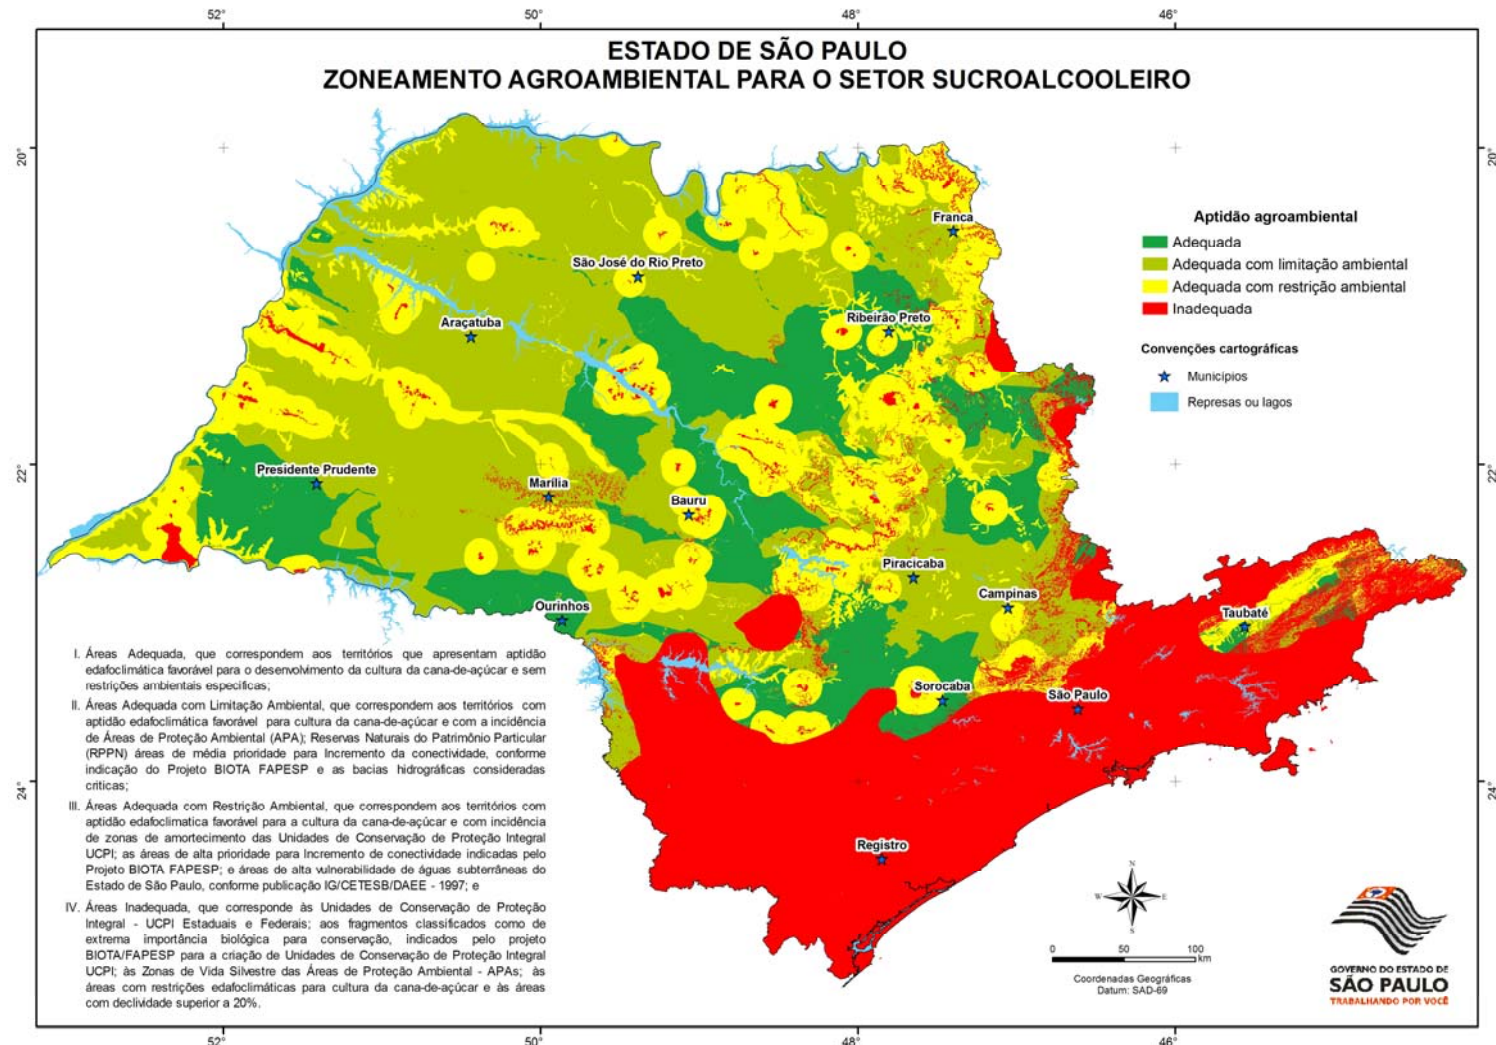 52°
50°
48°
46°
ESTADO DE SÃO PAULO
ZONEAMENTO AGROAMBIENTAL PARA O SETOR SUCROALCOOLEIRO
20°
20°
Franca
Aptidão agroambiental
Adequada
Adequada com limitação ambiental
Adequada com restrição ambiental
Inadequada
São José do Rio Preto
Araçatuba
Ribeirão Preto
Convenções cartográficas
Municípios
Represas ou lagos
22°
22°
Presidente Prudente
Marília
Bauru
Piracicaba
Campinas
Ourinhos
Taubaté
Sorocaba
São Paulo
I. Áreas Adequada, que correspondem aos territórios que apresentam aptidão
edafoclimática favorável para o desenvolvimento da cultura da cana-de-açúcar e sem
restrições ambientais especificas;
II. Áreas Adequada com Limitação Ambiental, que correspondem aos territórios com
aptidão edafoclimática favorável para cultura da cana-de-açúcar e com a incidência
de Áreas de Proteção Ambiental (APA); Reservas Naturais do Patrimônio Particular
(RPPN) áreas de média prioridade para Incremento da conectividade, conforme
indicação do Projeto BIOTA FAPESP e as bacias hidrográficas consideradas
criticas;
24°
24°
III. Áreas Adequada com Restrição Ambiental, que correspondem aos territórios com
aptidão edafoclimatica favorável para a cultura da cana-de-açúcar e com incidência
de zonas de amortecimento das Unidades de Conservação de Proteção Integral
UCPI; as áreas de alta prioridade para Incremento de conectividade indicadas pelo
Projeto BIOTA FAPESP; e áreas de alta vulnerabilidade de águas subterrâneas do
Estado de São Paulo, conforme publicação IG/CETESB/DAEE - 1997; e
IV. Áreas Inadequada, que corresponde às Unidades de Conservação de Proteção
Integral - UCPI Estaduais e Federais; aos fragmentos classificados como de
extrema importância biológica para conservação, indicados pelo projeto
BIOTA/FAPESP para a criação de Unidades de Conservação de Proteção Integral
UCPI; às Zonas de Vida Silvestre das Áreas de Proteção Ambiental - APAs; às
áreas com restrições edafoclimáticas para cultura da cana-de-açúcar e às áreas
com declividade superior a 20%.
Registro
N
W
E
S
0 50 100
km
Coordenadas Geográficas
Datum: SAD-69
GOVERNO DO ESTADO DE
SÃO PAULO
TRABALHANDO POR VOCÊ
52°
50°
48°
46°